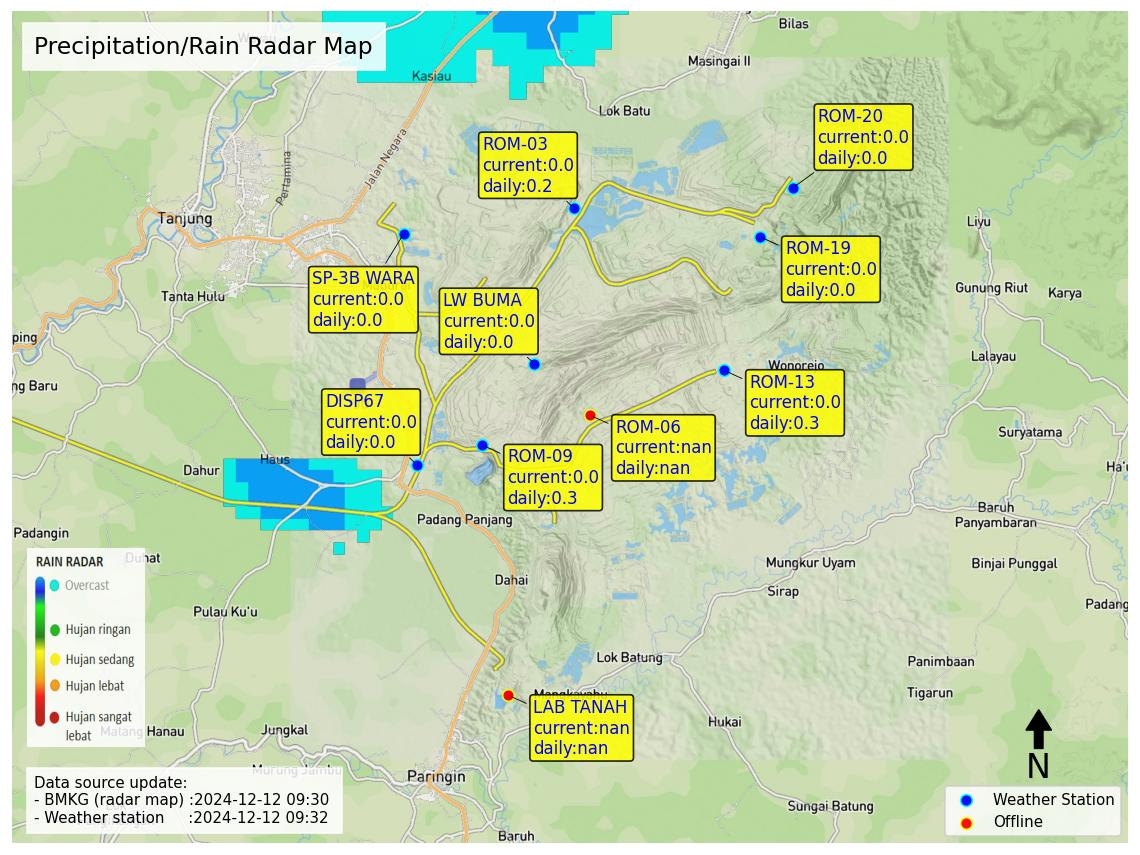 Precipitation/Rain Radar Map
Bilas
Masingai II
Kasiau
Lok Batu
ROM-20
current:0.0
daily:0.0
ROM-03
current:0.0
daily:0.2
Jalan Negara
Pertamina
Tanjung
Liyu
ROM-19
current:0.0
daily:0.0
SP-3B WARA
current:0.0
daily:0.0
LW BUMA
current:0.0
daily:0.0
Tanta Hulu
Gunung Riut
Karya
ping
Lalayau
Wonorejo
ng Baru
ROM-13
current:0.0
daily:0.3
DISP67
current:0.0
daily:0.0
ROM-06
current:nan
daily:nan
Suryatama
ROM-09
current:0.0
daily:0.3
Haus
Dahur
Ha'u
Baruh
Panyambaran
Padang Panjang
Padangin
Duhat
Mungkur Uyam
Binjai Punggal
Dahai
Sirap
Padang
Pulau Ku'u
RAIN RADAR
Overcast
Hujan ringan
Hujan sedang
Hujan lebat
Hujan sangat
lebat
Lok Batung
Panimbaan
Tigarun
Mangkayahu
LAB TANAH
current:nan
daily:nan
Hukai
Matang Hanau
Jungkal
Murung Jambu
Paringin
N
Data source update:
- BMKG (radar map) :2024-12-12 09:30
- Weather station :2024-12-12 09:32
Sungai Batung
Baruh
Weather Station
Offline